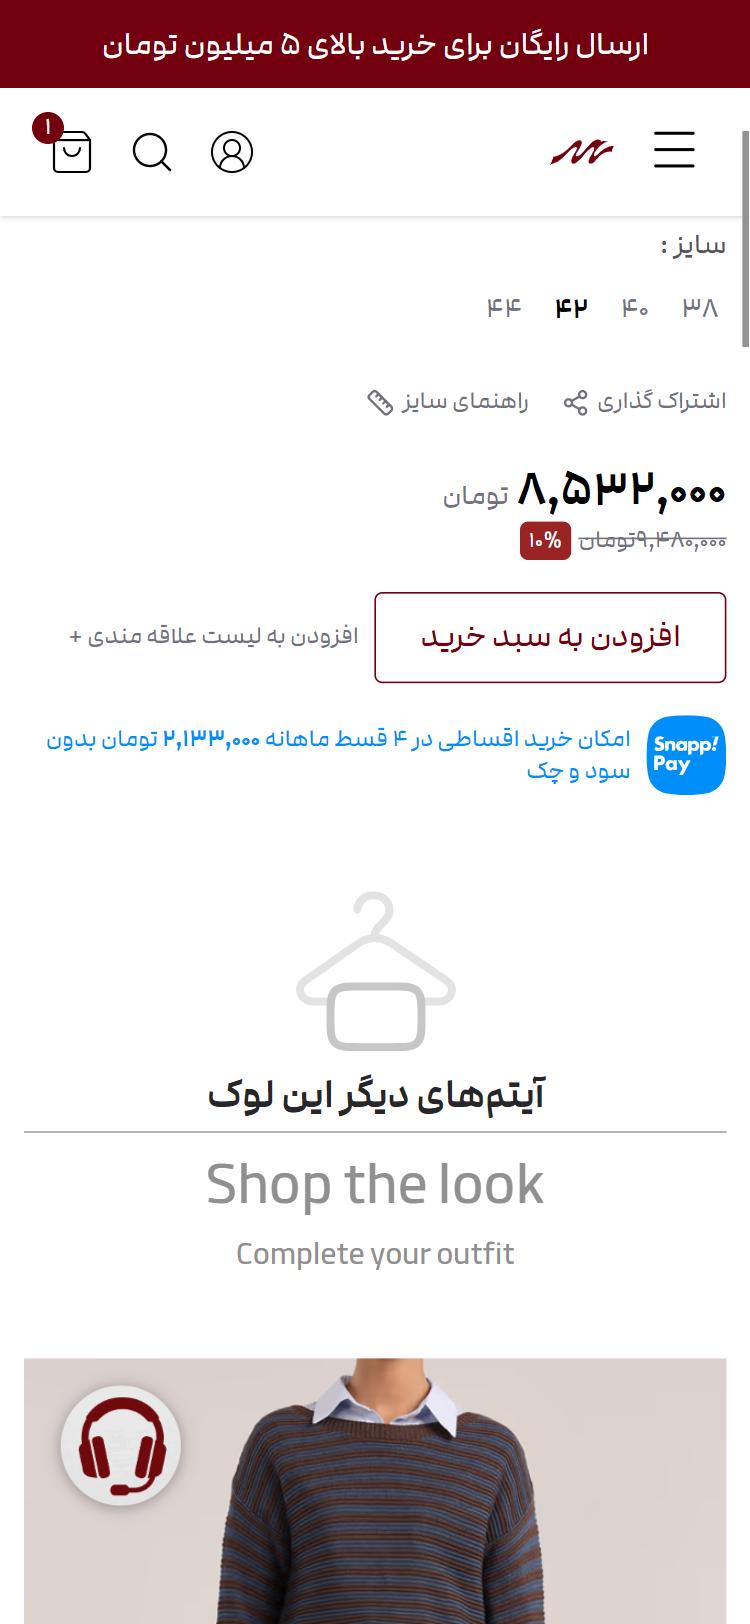 ارسال رایگان برای خرید بالای ۵ میلیون تومان
۱
سایز :
۳۸ ۴۰ ۴۲ ۴۴
اشتراک گذاری راهنمای سایز
۸,۵۳۲,۰۰۰ تومان
۹,۴۸۰,۰۰۰تومان ۱۰%
افزودن به سبد خرید افزودن به لیست علاقه مندی +
Snapp!
Pay
امکان خرید اقساطی در ۴ قسط ماهانه ۲,۱۳۳,۰۰۰ تومان بدون
سود و چک
آیتم‌های دیگر این لوک
Shop the look
Complete your outfit